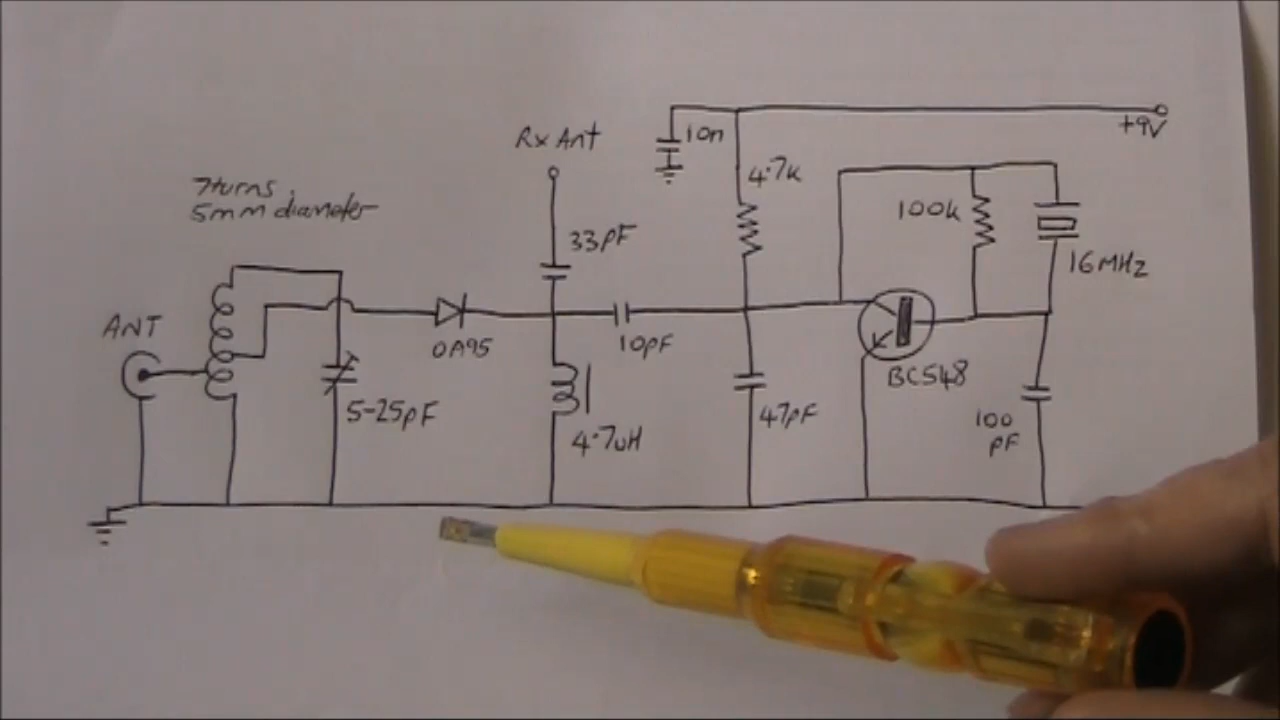 Rx Ant
10n
+9V
4.7k
7turns
5mm diameter
100k
33pF
16MHz
ANT
OA95
10pF
BC548
5-25pF
47pF
100
pF
4.7uH